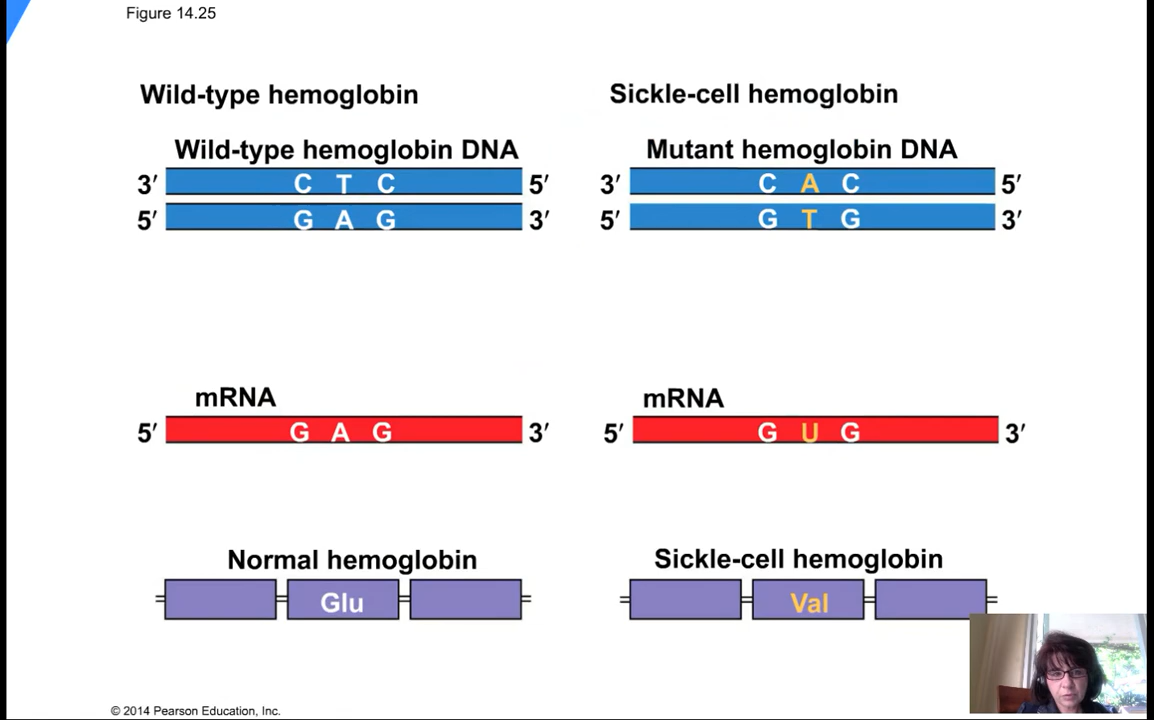 Figure 14.25
Wild-type hemoglobin
Wild-type hemoglobin DNA
3′ C T C 5′
5′ G A G 3′
mRNA
5′ G A G 3′
Normal hemoglobin
Glu
Sickle-cell hemoglobin
Mutant hemoglobin DNA
3′ C A C 5′
5′ G T G 3′
mRNA
5′ G U G 3′
Sickle-cell hemoglobin
Val
© 2014 Pearson Education, Inc.